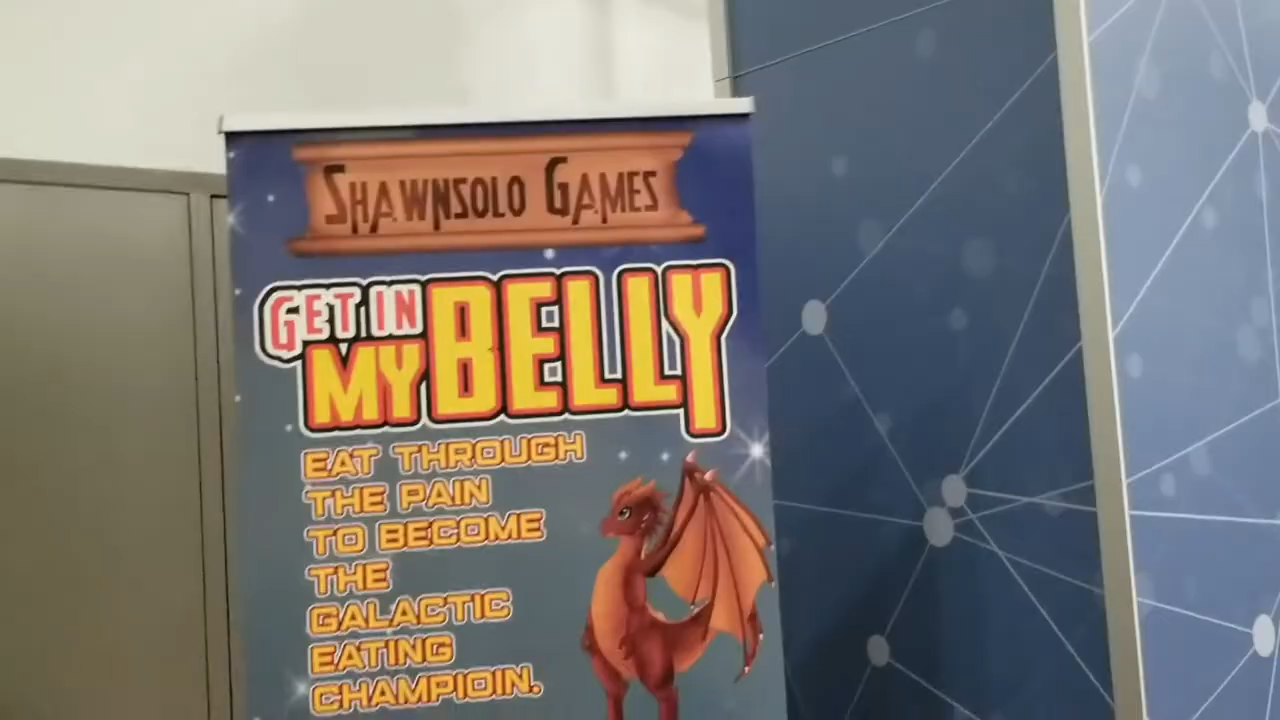 SHAWNSOLO GAMES
GET IN
MY BELLY
EAT THROUGH
THE PAIN
TO BECOME
THE
GALACTIC
EATING
CHAMPIOIN.